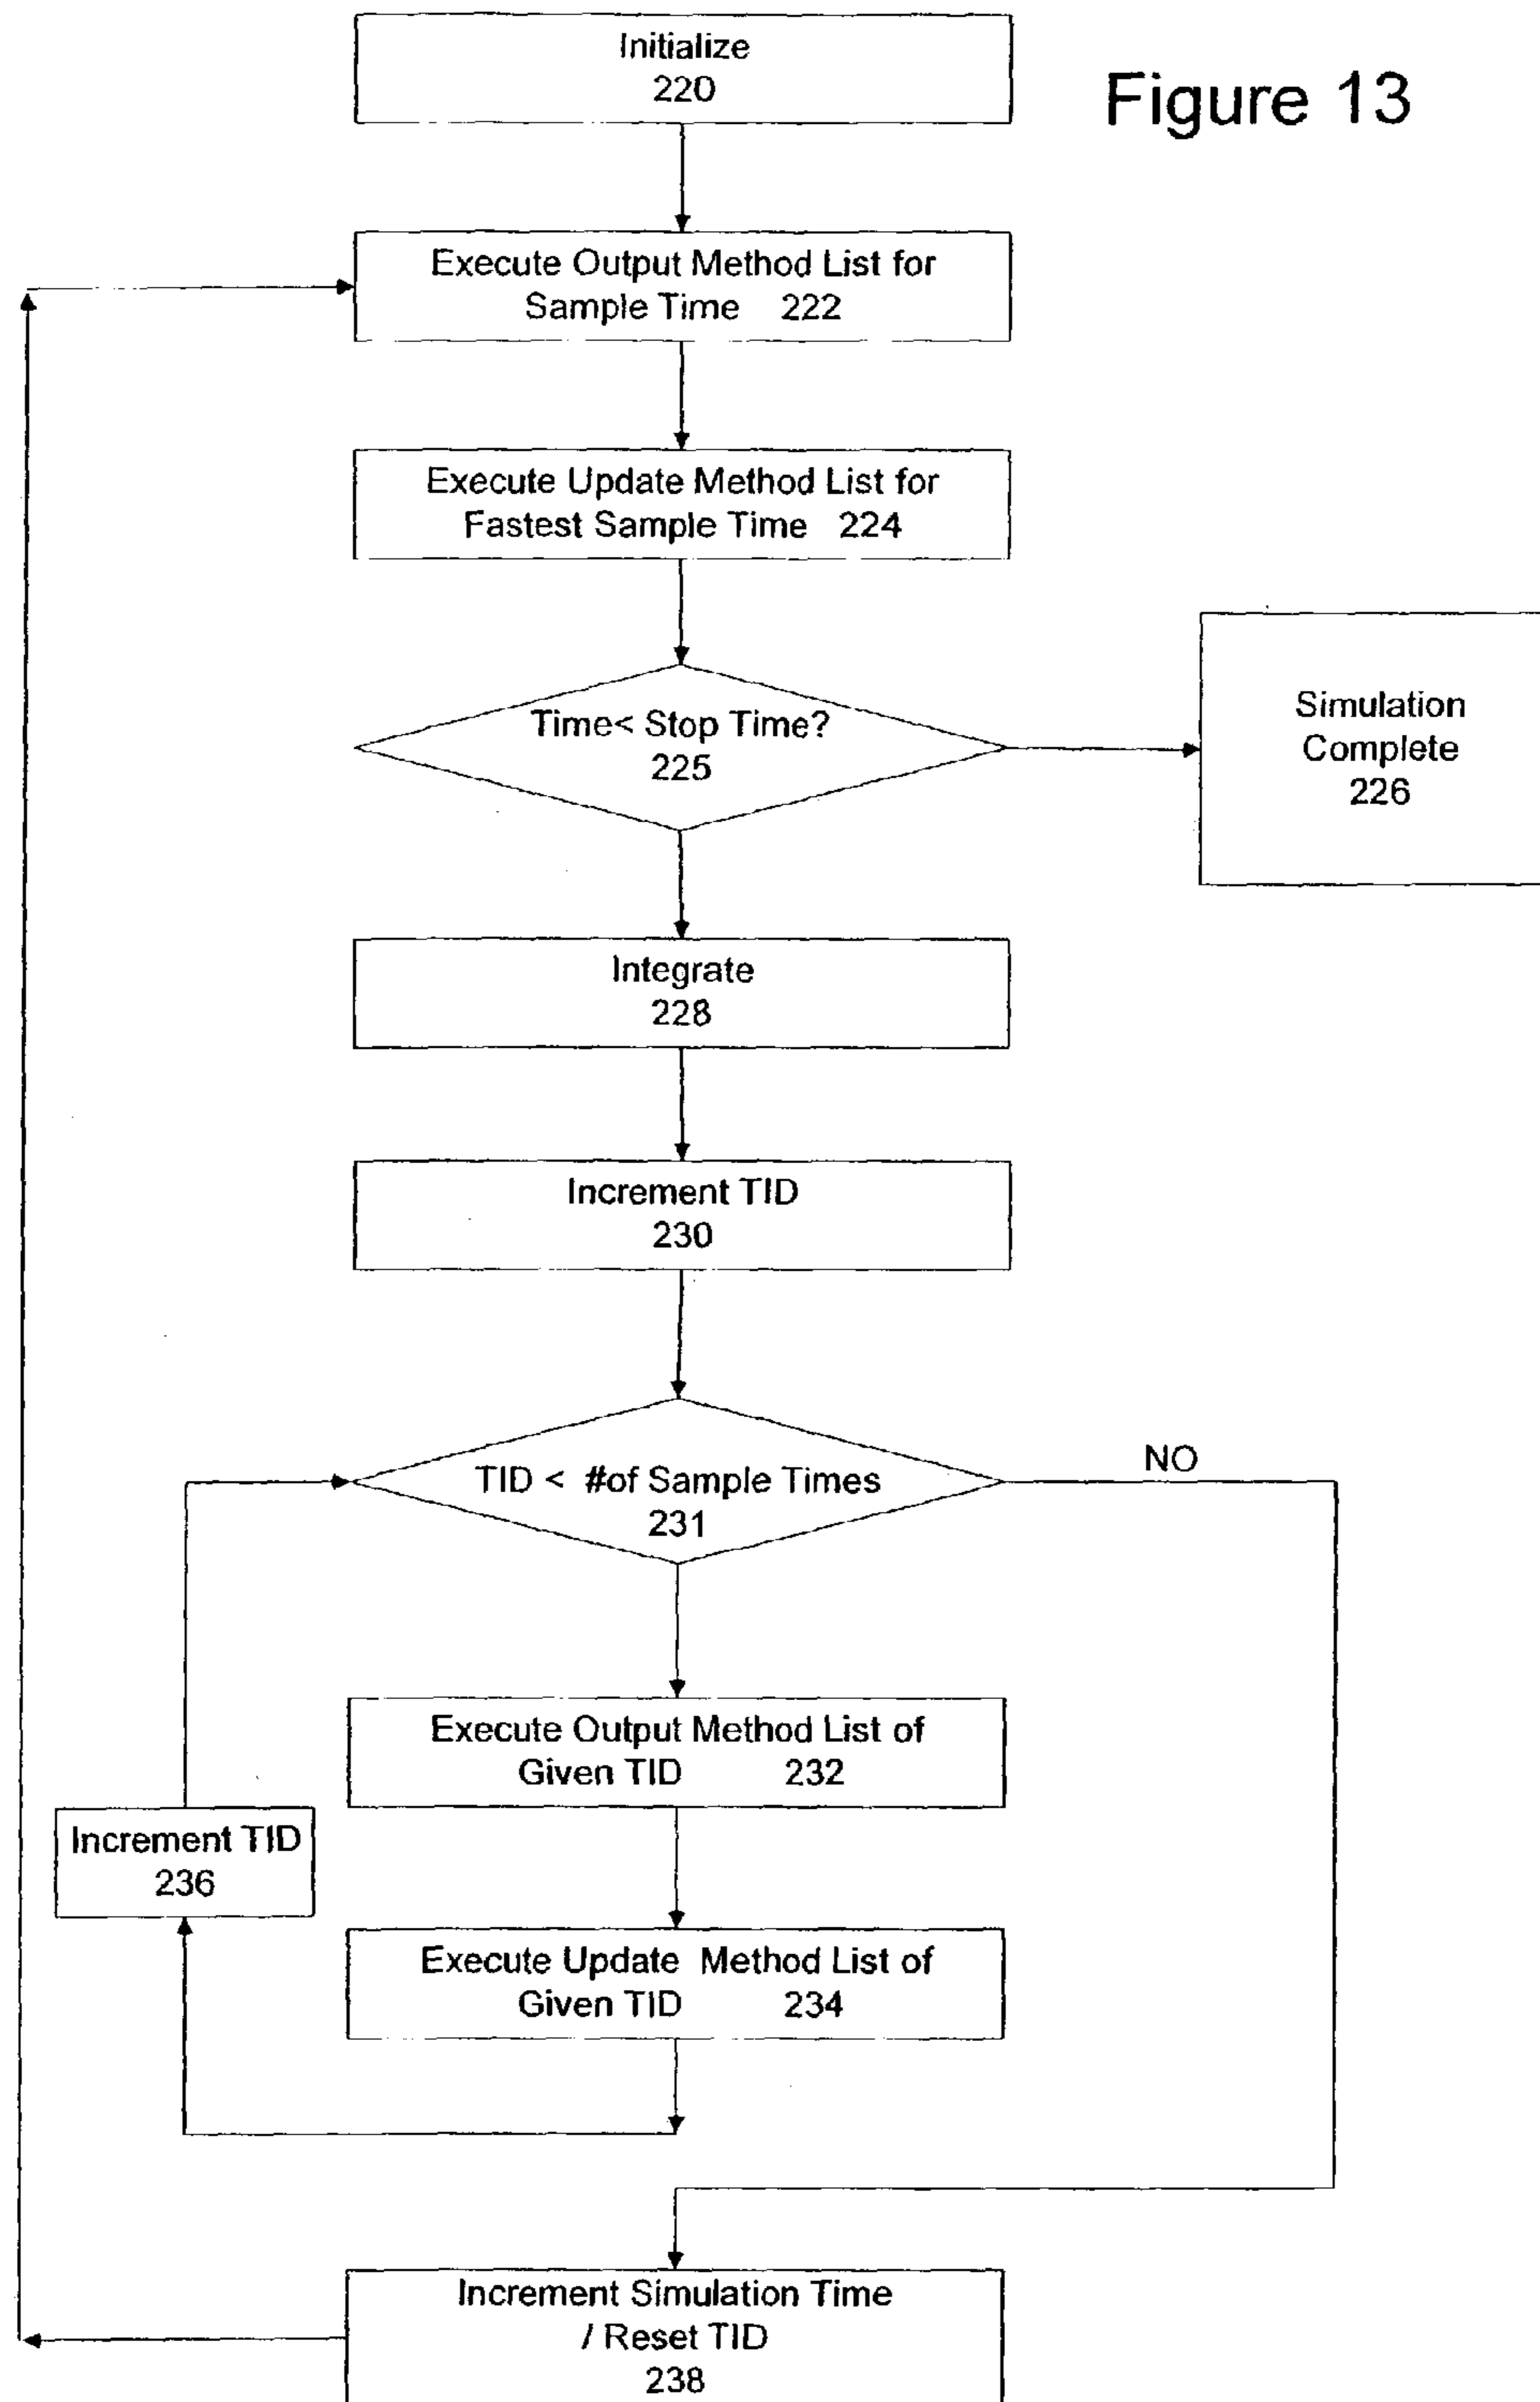 Initialize
220
Figure 13
Execute Output Method List for
Sample Time 222
Execute Update Method List for
Fastest Sample Time 224
Time< Stop Time?
225
Simulation
Complete
226
Integrate
228
Increment TID
230
TID < #of Sample Times
231
NO
Execute Output Method List of
Given TID 232
Increment TID
236
Execute Update Method List of
Given TID 234
Increment Simulation Time
/ Reset TID
238